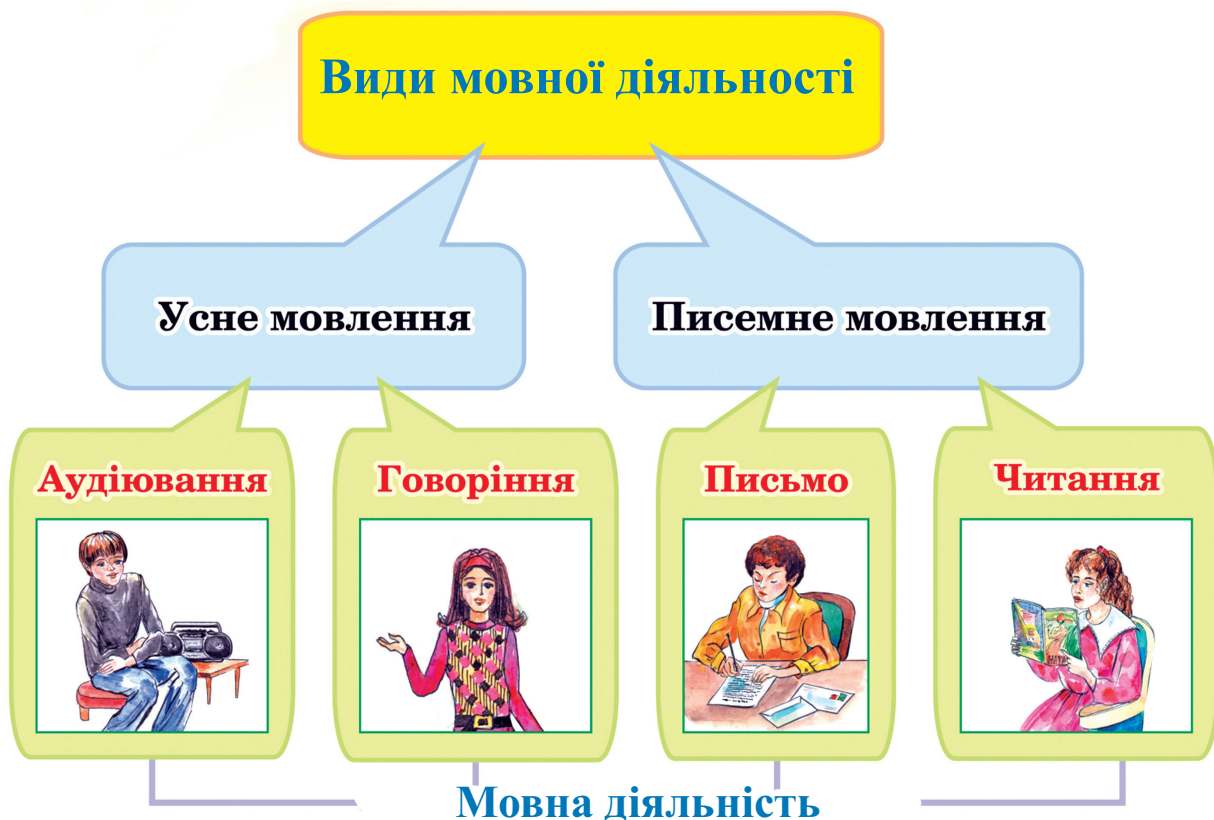 Види мовної діяльності
Усне мовлення
Писемне мовлення
Аудіювання
Говоріння
Письмо
Читання
Мовна діяльність